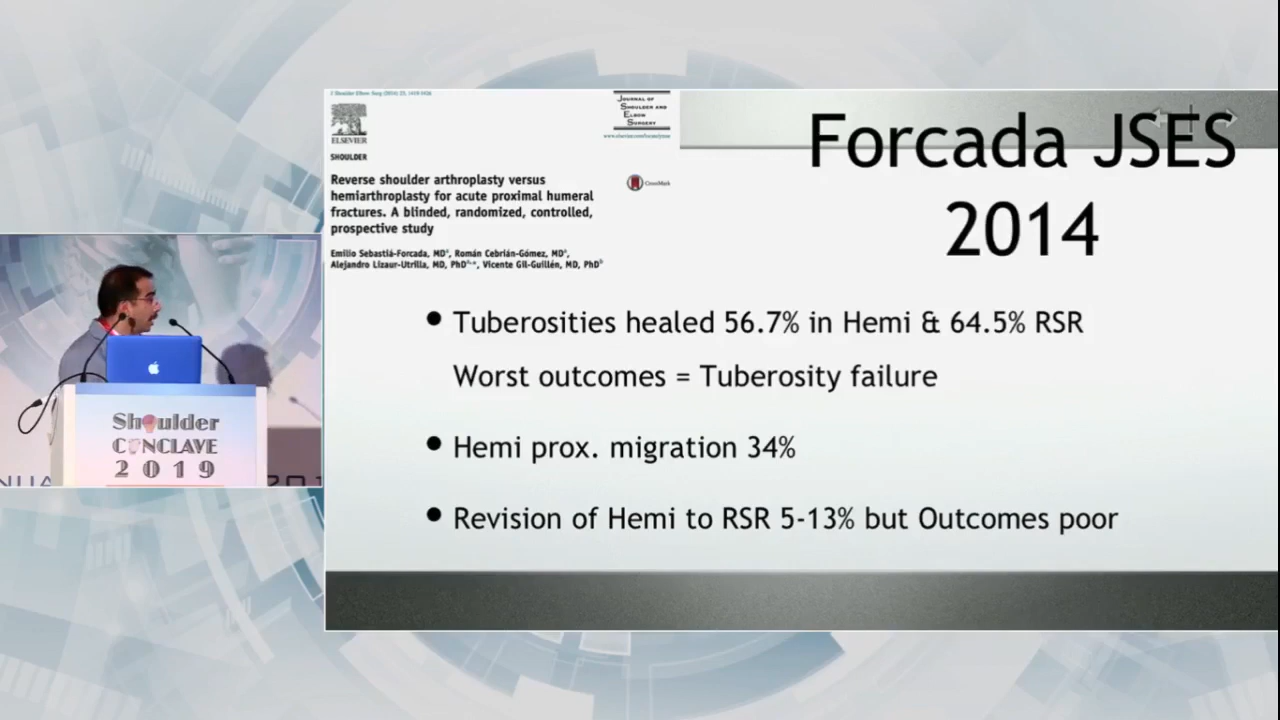 J Shoulder Elbow Surg (2014) 23, 1419-1426
ELSEVIER
JOURNAL OF
SHOULDER AND
ELBOW
SURGERY
www.elsevier.com/locate/ymse
SHOULDER
Reverse shoulder arthroplasty versus
hemiarthroplasty for acute proximal humeral
fractures. A blinded, randomized, controlled,
prospective study
CrossMark
Emilio Sebastiá-Forcada, MD, Román Cebrián-Gómez, MD,
Alejandro Lizaur-Utrilla, MD, PhD, Vicente Gil-Guillén, MD, PhD
Forcada JSES
2014
• Tuberosities healed 56.7% in Hemi & 64.5% RSR
Worst outcomes = Tuberosity failure
• Hemi prox. migration 34%
• Revision of Hemi to RSR 5-13% but Outcomes poor
Shoulder
CONCLAVE
2019